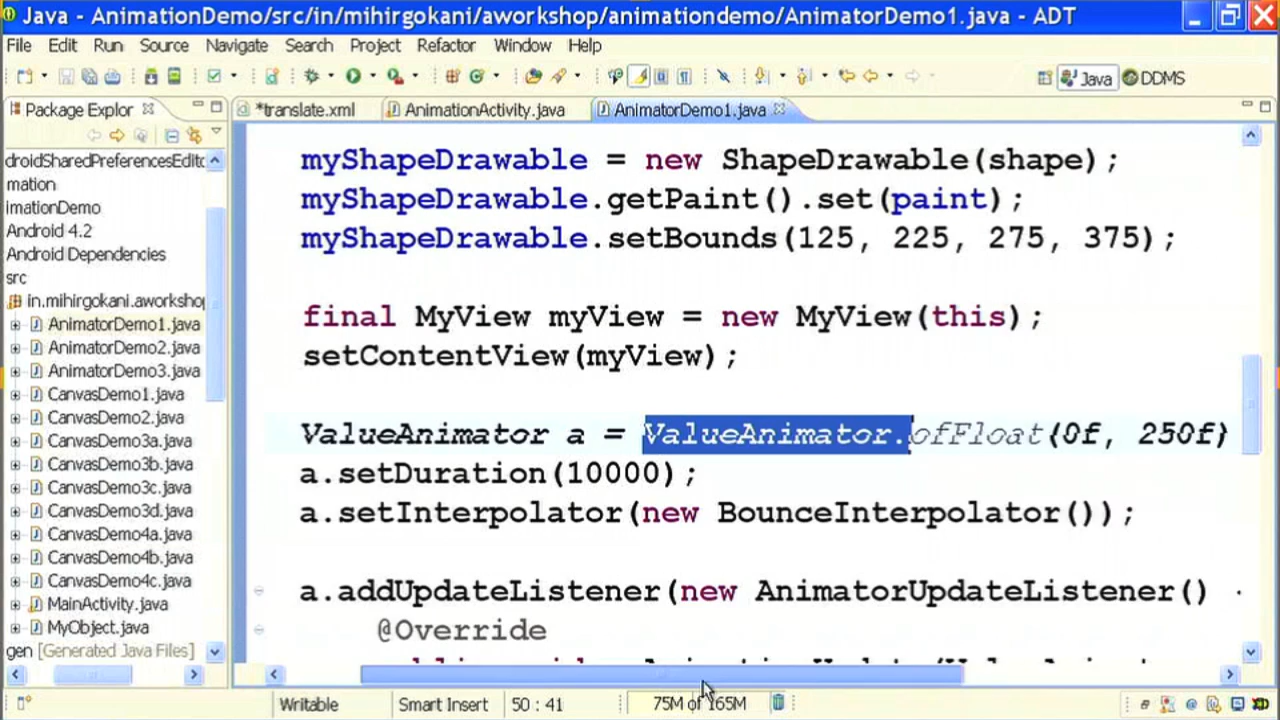 Java - AnimationDemo/src/in/mihirgokani/aworkshop/animationdemo/AnimatorDemo1.java - ADT
File Edit Run Source Navigate Search Project Refactor Window Help
Java DDMS
Package Explor
*translate.xml AnimationActivity.java AnimatorDemo1.java
droidSharedPreferencesEdito
mation
imationDemo
Android 4.2
Android Dependencies
src
in.mihirgokani.aworkshop
AnimatorDemo1.java
AnimatorDemo2.java
AnimatorDemo3.java
CanvasDemo1.java
CanvasDemo2.java
CanvasDemo3a.java
CanvasDemo3b.java
CanvasDemo3c.java
CanvasDemo3d.java
CanvasDemo4a.java
CanvasDemo4b.java
CanvasDemo4c.java
MainActivity.java
MyObject.java
gen [Generated Java Files]
myShapeDrawable = new ShapeDrawable(shape);
myShapeDrawable.getPaint().set(paint);
myShapeDrawable.setBounds(125, 225, 275, 375);
final MyView myView = new MyView(this);
setContentView(myView);
ValueAnimator a = ValueAnimator.ofFloat(0f, 250f)
a.setDuration(10000);
a.setInterpolator(new BounceInterpolator());
a.addUpdateListener(new AnimatorUpdateListener()
@Override
Writable Smart Insert 50 : 41 75M of 165M